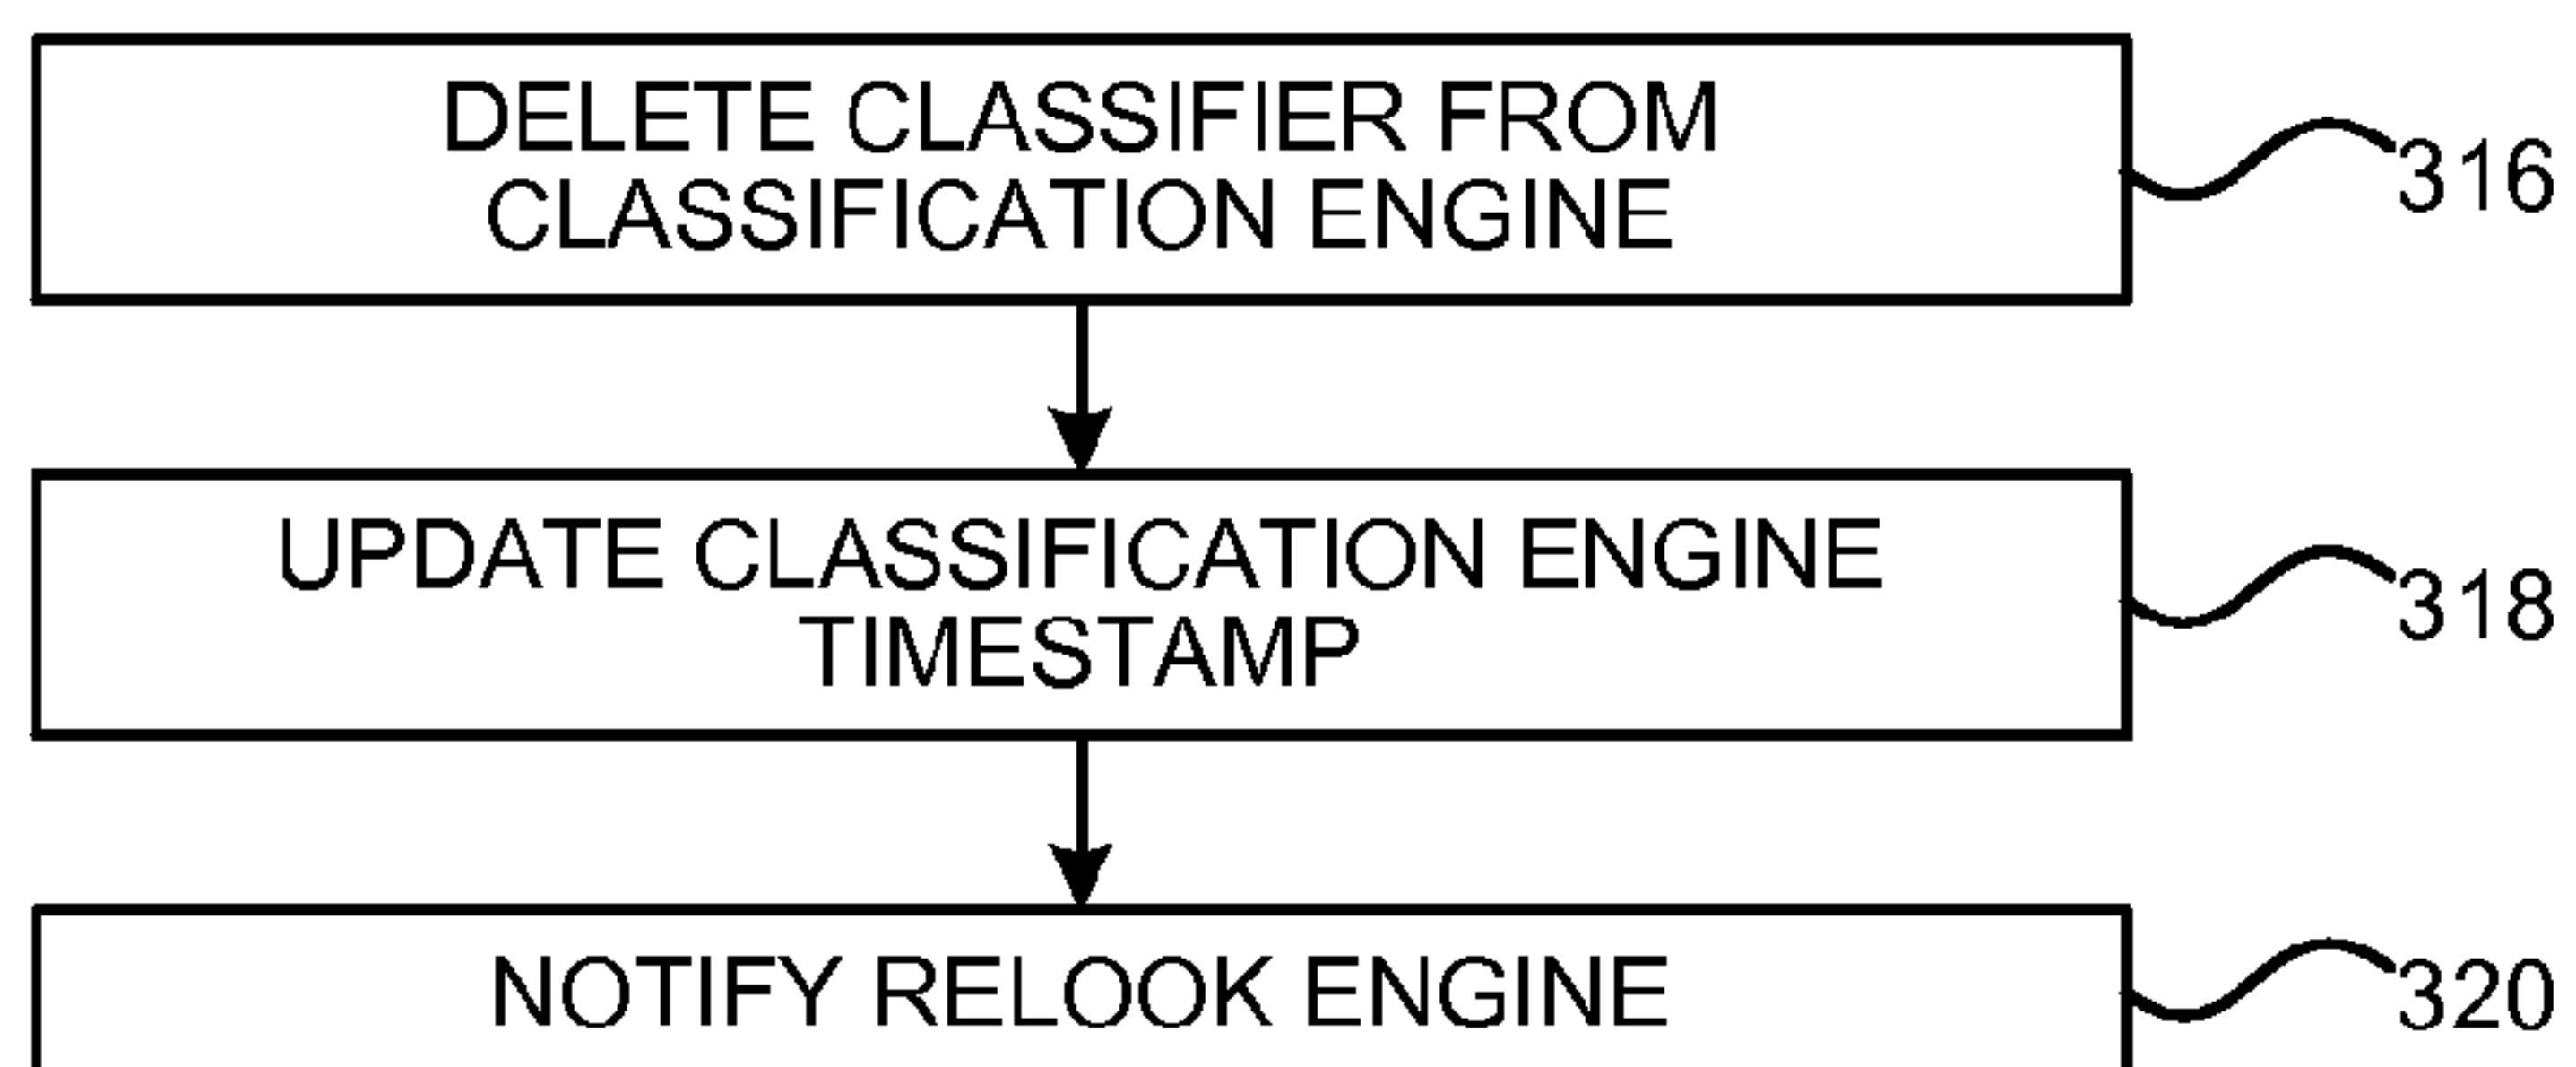 DELETE CLASSIFIER FROM
CLASSIFICATION ENGINE
316
UPDATE CLASSIFICATION ENGINE
TIMESTAMP
318
NOTIFY RELOOK ENGINE
320